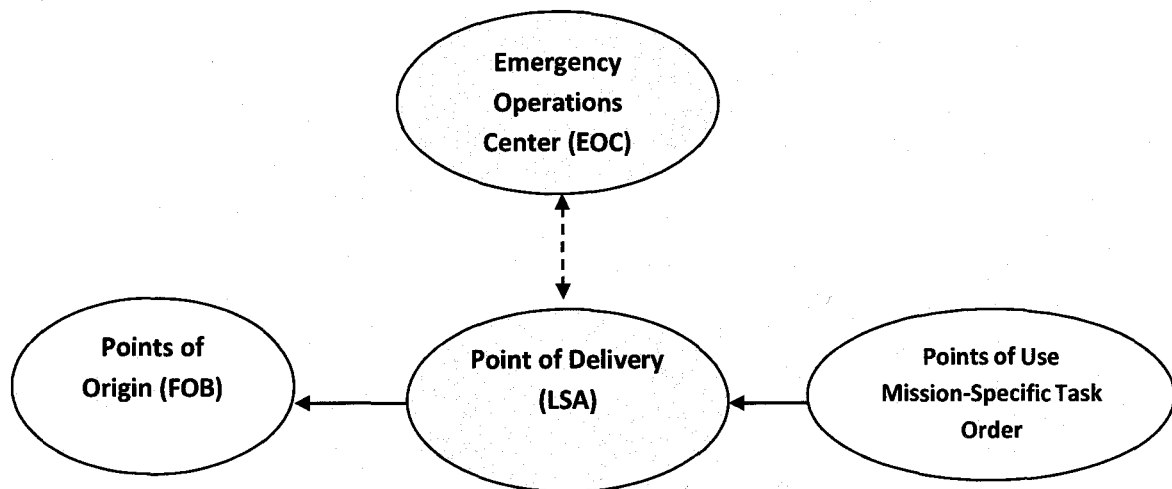 Emergency
Operations
Center (EOC)
Points of
Origin (FOB)
Point of Delivery
(LSA)
Points of Use
Mission-Specific Task
Order